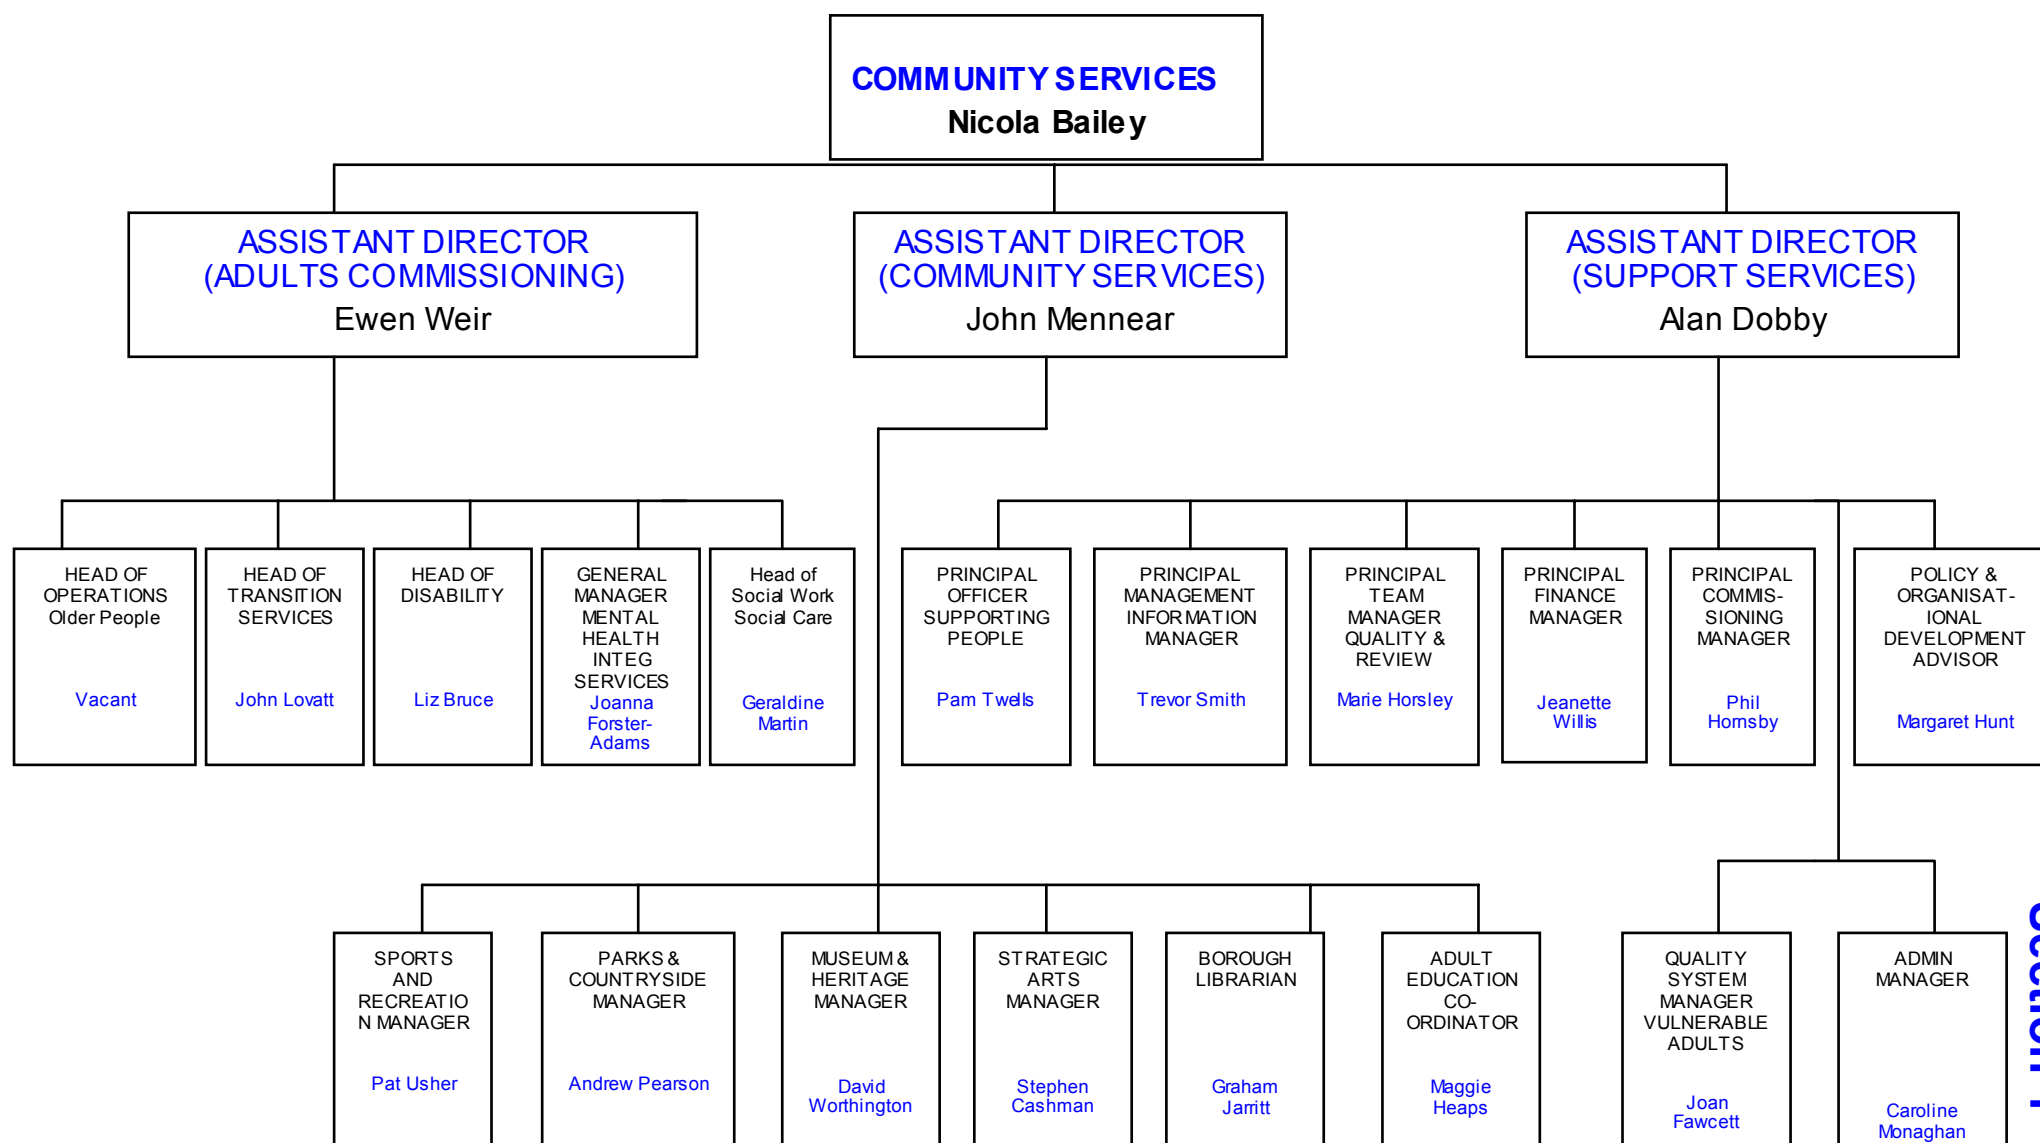 COMMUNITY SERVICES
Nicola Bailey
ASSISTANT DIRECTOR
(ADULTS COMMISSIONING)
Ewen Weir
ASSISTANT DIRECTOR
(COMMUNITY SERVICES)
John Mennear
ASSISTANT DIRECTOR
(SUPPORT SERVICES)
Alan Dobby
HEAD OF
OPERATIONS
Older People
Vacant
HEAD OF
TRANSITION
SERVICES
John Lovatt
HEAD OF
DISABILITY
Liz Bruce
GENERAL
MANAGER
MENTAL
HEALTH
INTEG
SERVICES
Joanna
Forster-
Adams
Head of
Social Work
Social Care
Geraldine
Martin
PRINCIPAL
OFFICER
SUPPORTING
PEOPLE
Pam Twells
PRINCIPAL
MANAGEMENT
INFORMATION
MANAGER
Trevor Smith
PRINCIPAL
TEAM
MANAGER
QUALITY &
REVIEW
Marie Horsley
PRINCIPAL
FINANCE
MANAGER
Jeanette
Willis
PRINCIPAL
COMMIS-
SIONING
MANAGER
Phil
Hornsby
POLICY &
ORGANISAT-
IONAL
DEVELOPMENT
ADVISOR
Margaret Hunt
SPORTS
AND
RECREATIO
N MANAGER
Pat Usher
PARKS &
COUNTRYSIDE
MANAGER
Andrew Pearson
MUSEUM &
HERITAGE
MANAGER
David
Worthington
STRATEGIC
ARTS
MANAGER
Stephen
Cashman
BOROUGH
LIBRARIAN
Graham
Jarritt
ADULT
EDUCATION
CO-
ORDINATOR
Maggie
Heaps
QUALITY
SYSTEM
MANAGER
VULNERABLE
ADULTS
Joan
Fawcett
ADMIN
MANAGER
Caroline
Monaghan